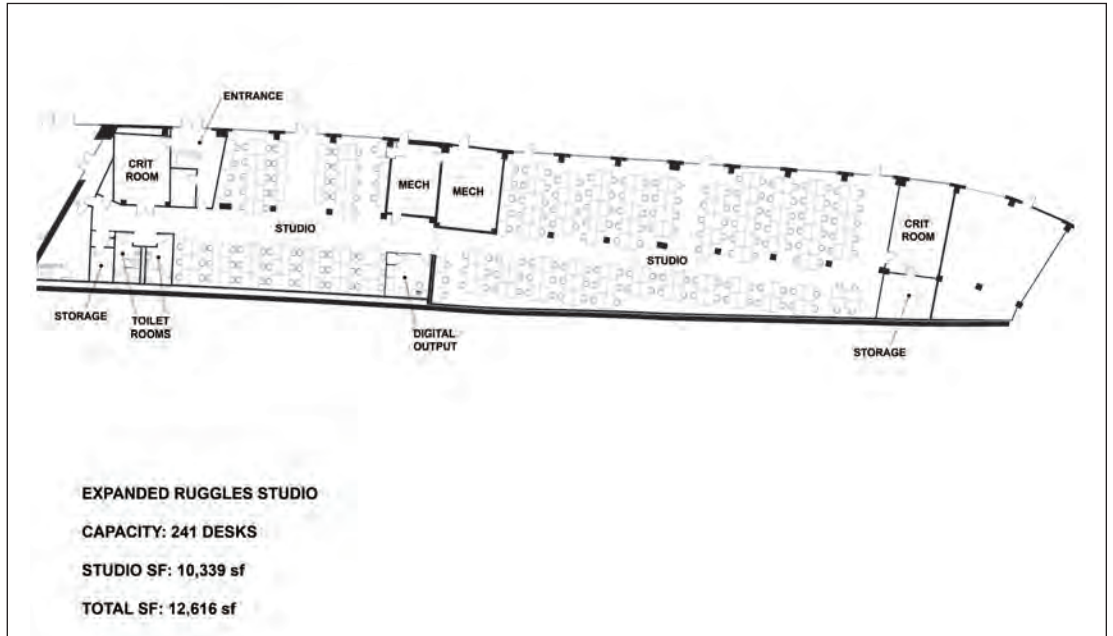 ENTRANCE
CRIT
ROOM
MECH
MECH
STUDIO
CRIT
ROOM
STUDIO
STORAGE
TOILET
ROOMS
DIGITAL
OUTPUT
STORAGE
EXPANDED RUGGLES STUDIO
CAPACITY: 241 DESKS
STUDIO SF: 10,339 sf
TOTAL SF: 12,616 sf